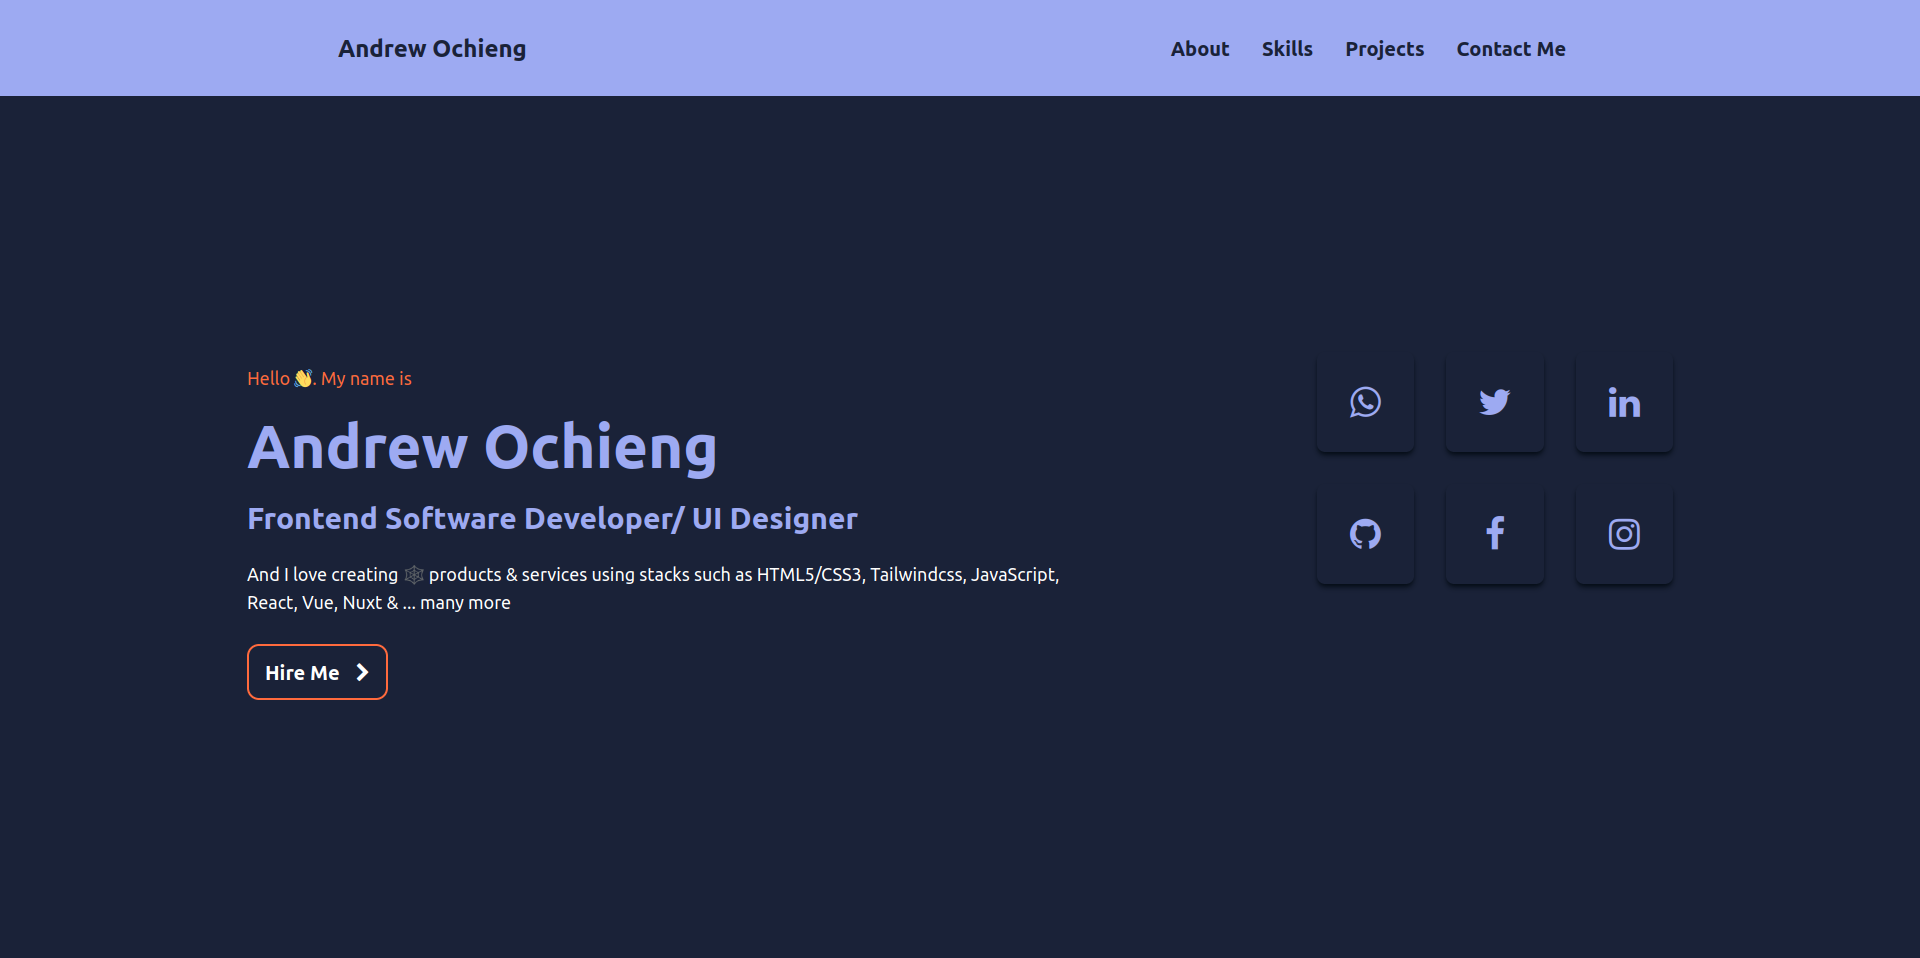 Andrew Ochieng
About Skills Projects Contact Me
Hello 👋. My name is
Andrew Ochieng
Frontend Software Developer/ UI Designer
And I love creating 🕸 products & services using stacks such as HTML5/CSS3, Tailwindcss, JavaScript,
React, Vue, Nuxt & ... many more
Hire Me